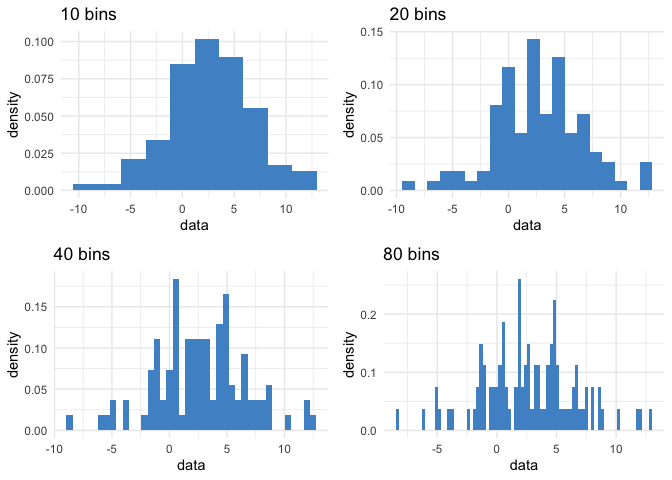 10 bins
density
0.100
0.075
0.050
0.025
0.000
-10 -5 0 5 10
data
20 bins
density
0.15
0.10
0.05
0.00
-10 -5 0 5 10
data
40 bins
density
0.15
0.10
0.05
0.00
-10 -5 0 5 10
data
80 bins
density
0.2
0.1
0.0
-5 0 5 10
data